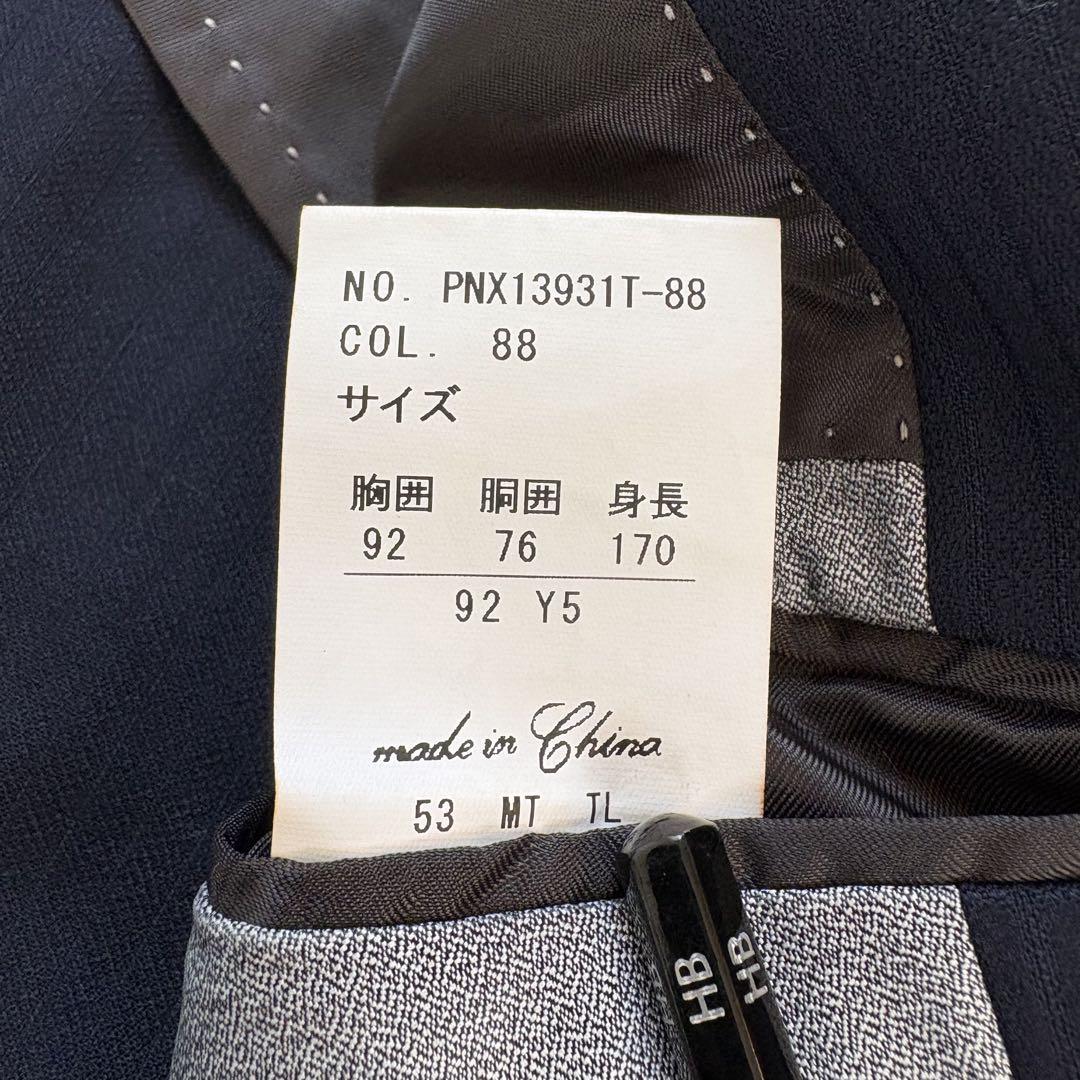 NO. PNX13931T-88
COL. 88
サイズ
胸囲 胴囲 身長
92 76 170
92 Y5
made in China
53 MT TL
HB HB